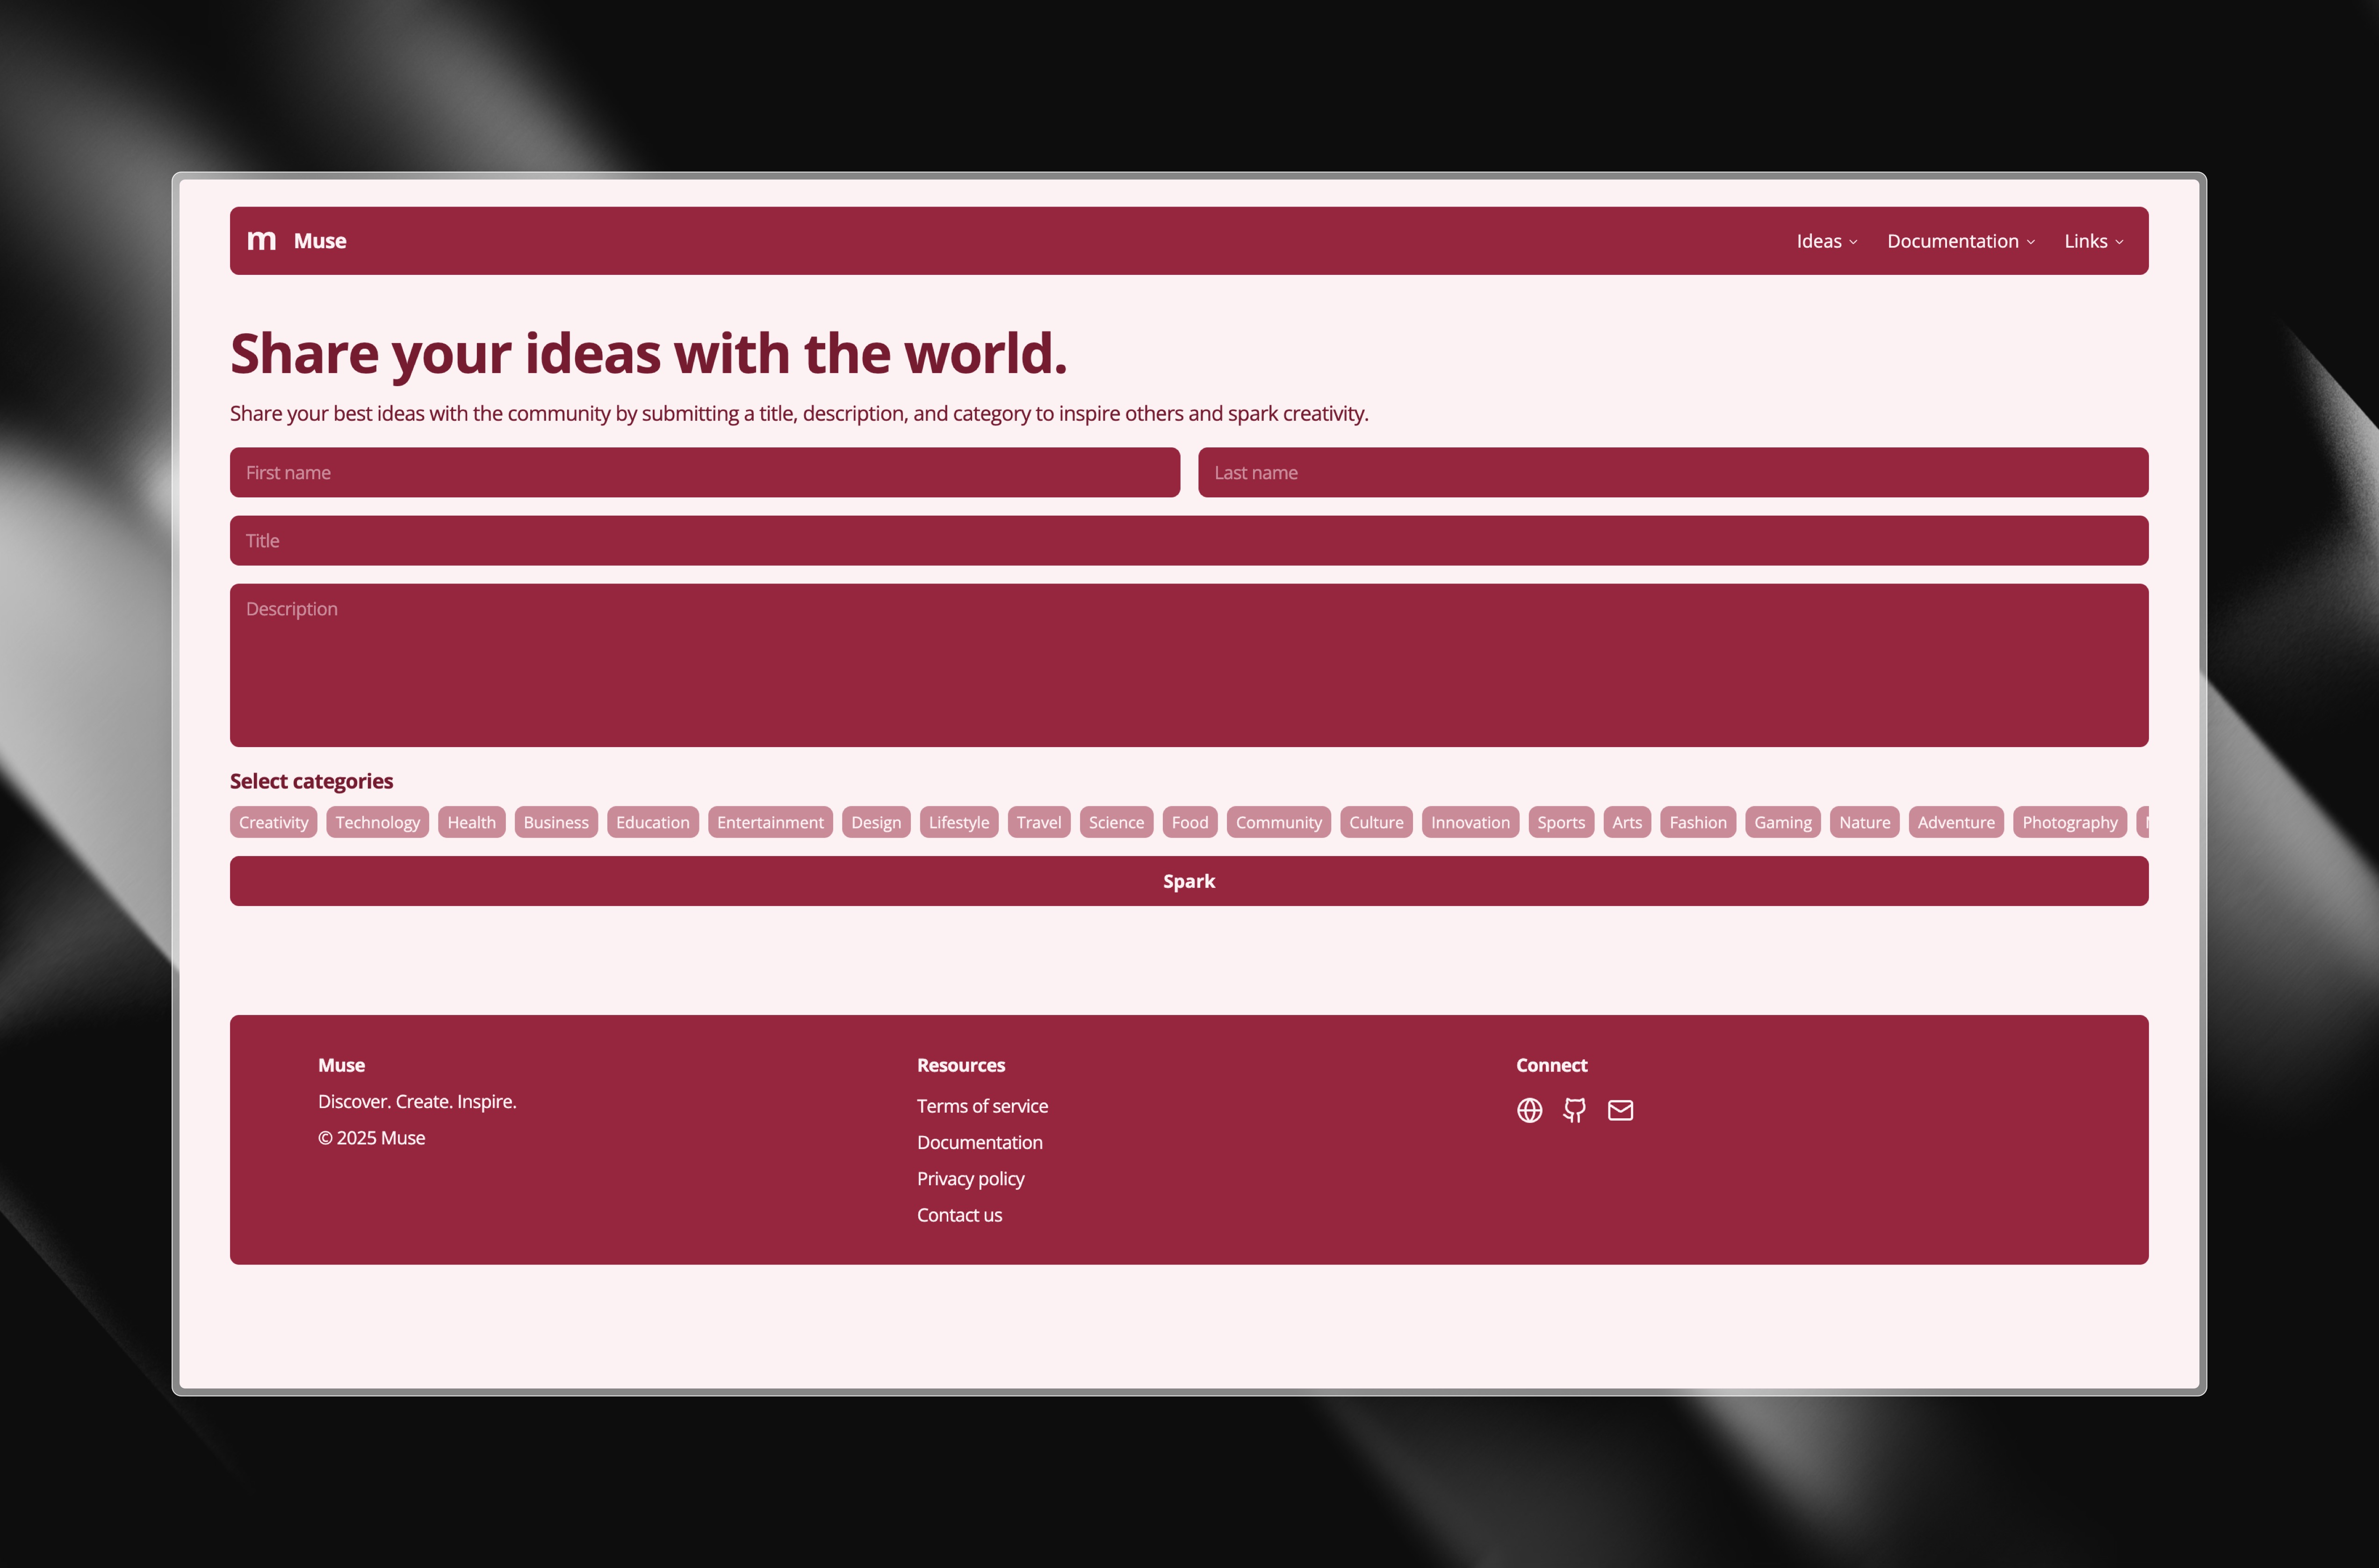 m Muse Ideas Documentation Links
Share your ideas with the world.
Share your best ideas with the community by submitting a title, description, and category to inspire others and spark creativity.
First name Last name
Title
Description
Select categories
Creativity Technology Health Business Education Entertainment Design Lifestyle Travel Science Food Community Culture Innovation Sports Arts Fashion Gaming Nature Adventure Photography
Spark
Muse Resources Connect
Discover. Create. Inspire. Terms of service
© 2025 Muse Documentation
Privacy policy
Contact us